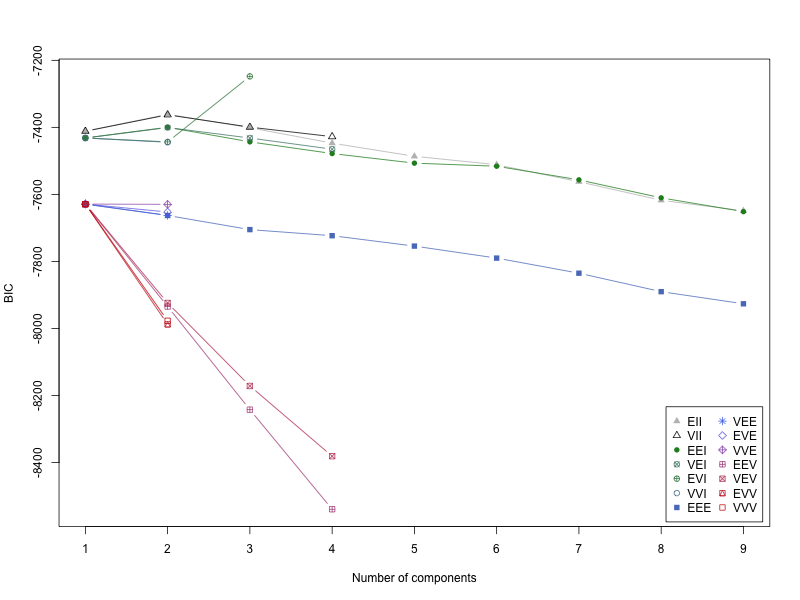 -7200
-7400
-7600
-7800
-8000
-8200
-8400
BIC
1 2 3 4 5 6 7 8 9
Number of components
EII VEE
VII EVE
EEI VVE
VEI EEV
EVI VEV
VVI EVV
EEE VVV